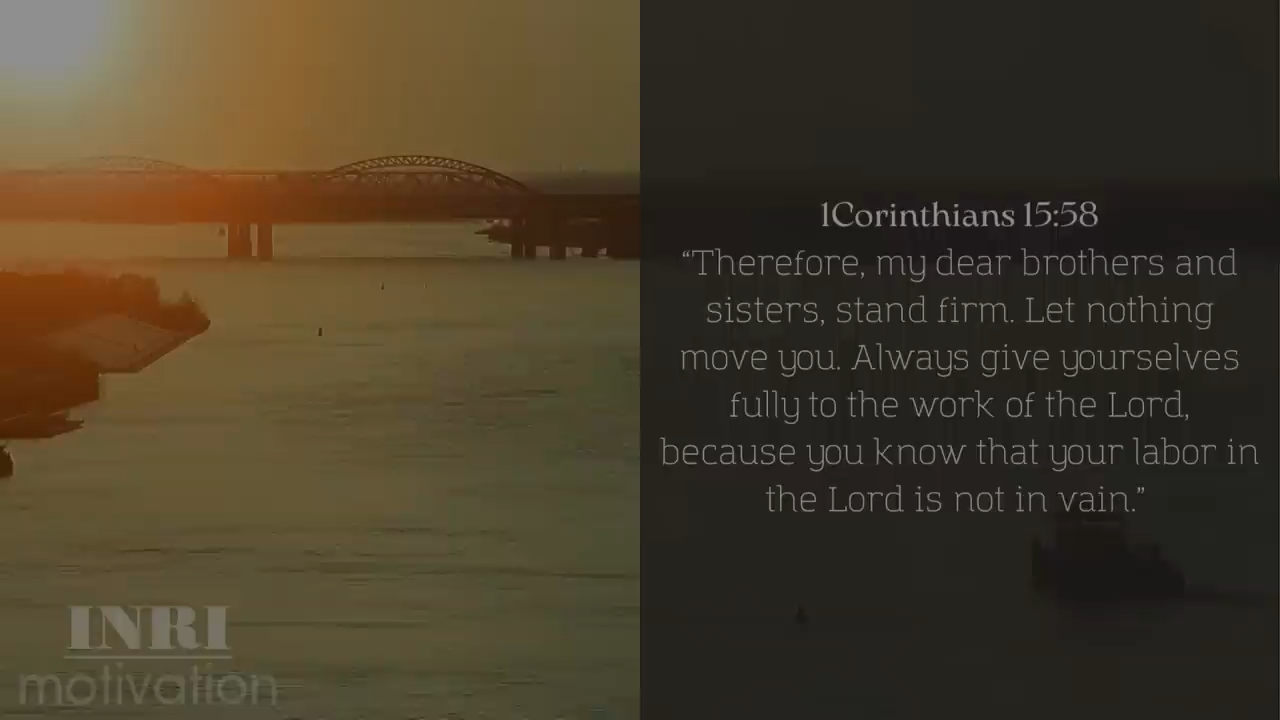 1Corinthians 15:58
“Therefore, my dear brothers and
sisters, stand firm. Let nothing
move you. Always give yourselves
fully to the work of the Lord,
because you know that your labor in
the Lord is not in vain.”
INRI
motivation